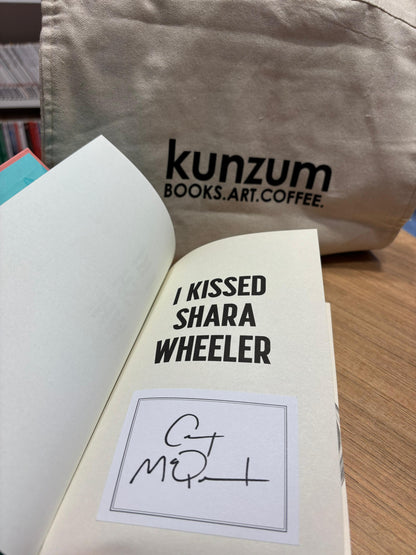 kunzum
BOOKS.ART.COFFEE.
I KISSED
SHARA
WHEELER